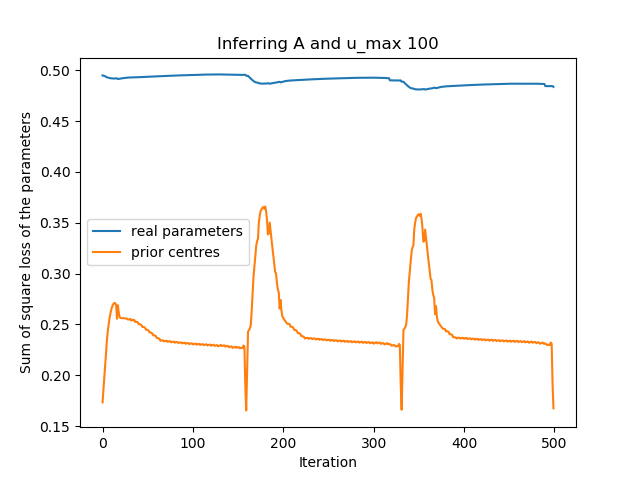 Inferring A and u_max 100
Sum of square loss of the parameters
0.50
0.45
0.40
0.35
0.30
0.25
0.20
0.15
real parameters
prior centres
0 100 200 300 400 500
Iteration